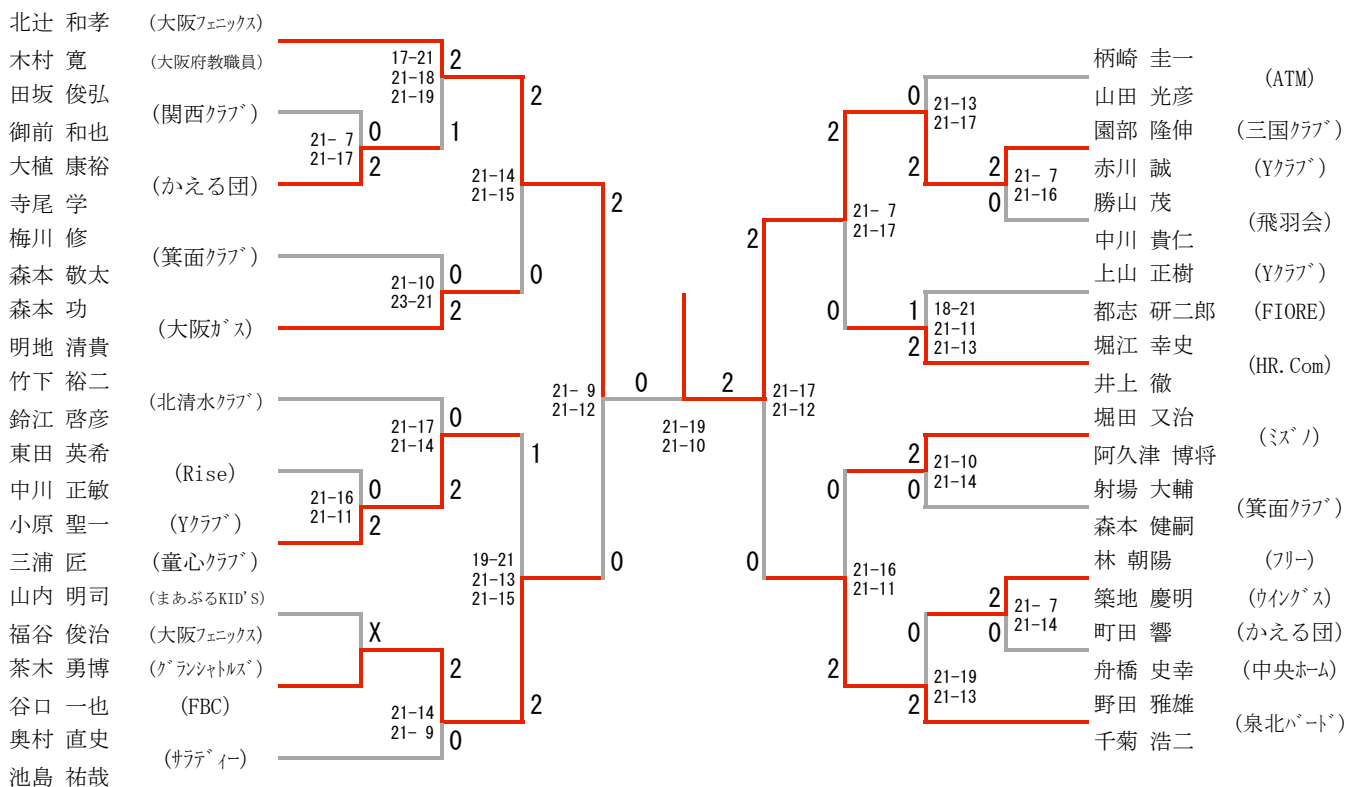 北辻 和孝 (大阪フェニックス)
木村 寛 (大阪府教職員)
田坂 俊弘
(関西クラブ)
御前 和也
大植 康裕
(かえる団)
寺尾 学
梅川 修
(箕面クラブ)
森本 敬太
森本 功
(大阪ガス)
明地 清貴
竹下 裕二
(北清水クラブ)
鈴江 啓彦
東田 英希
(Rise)
中川 正敏
小原 聖一 (Yクラブ)
三浦 匠 (童心クラブ)
山内 明司 (まあぶるKID'S)
福谷 俊治 (大阪フェニックス)
茶木 勇博 (グランシャトルズ)
谷口 一也 (FBC)
奥村 直史
(サラディー)
池島 祐哉
17-21
21-18
21-19
2
1
21- 7
21-17
0
2
2
0
21-14
21-15
21-10
23-21
0
2
2
0
21- 9
21-12
21-17
21-14
0
2
21-16
21-11
0
2
1
2
19-21
21-13
21-15
X
2
0
21-14
21- 9
0
2
21-19
21-10
2
0
21-17
21-12
2
0
21- 7
21-17
0
2
21-13
21-17
2
0
21- 7
21-16
1
2
18-21
21-11
21-13
0
2
21-16
21-11
2
0
21-10
21-14
0
2
21-19
21-13
2
0
21- 7
21-14
柄崎 圭一
(ATM)
山田 光彦
園部 隆伸 (三国クラブ)
赤川 誠 (Yクラブ)
勝山 茂
(飛羽会)
中川 貴仁
上山 正樹 (Yクラブ)
都志 研二郎 (FIORE)
堀江 幸史
(HR.Com)
井上 徹
堀田 又治
(ミズノ)
阿久津 博将
射場 大輔
(箕面クラブ)
森本 健嗣
林 朝陽 (フリー)
築地 慶明 (ウイングス)
町田 響 (かえる団)
舟橋 史幸 (中央ホーム)
野田 雅雄
(泉北バード)
千菊 浩二